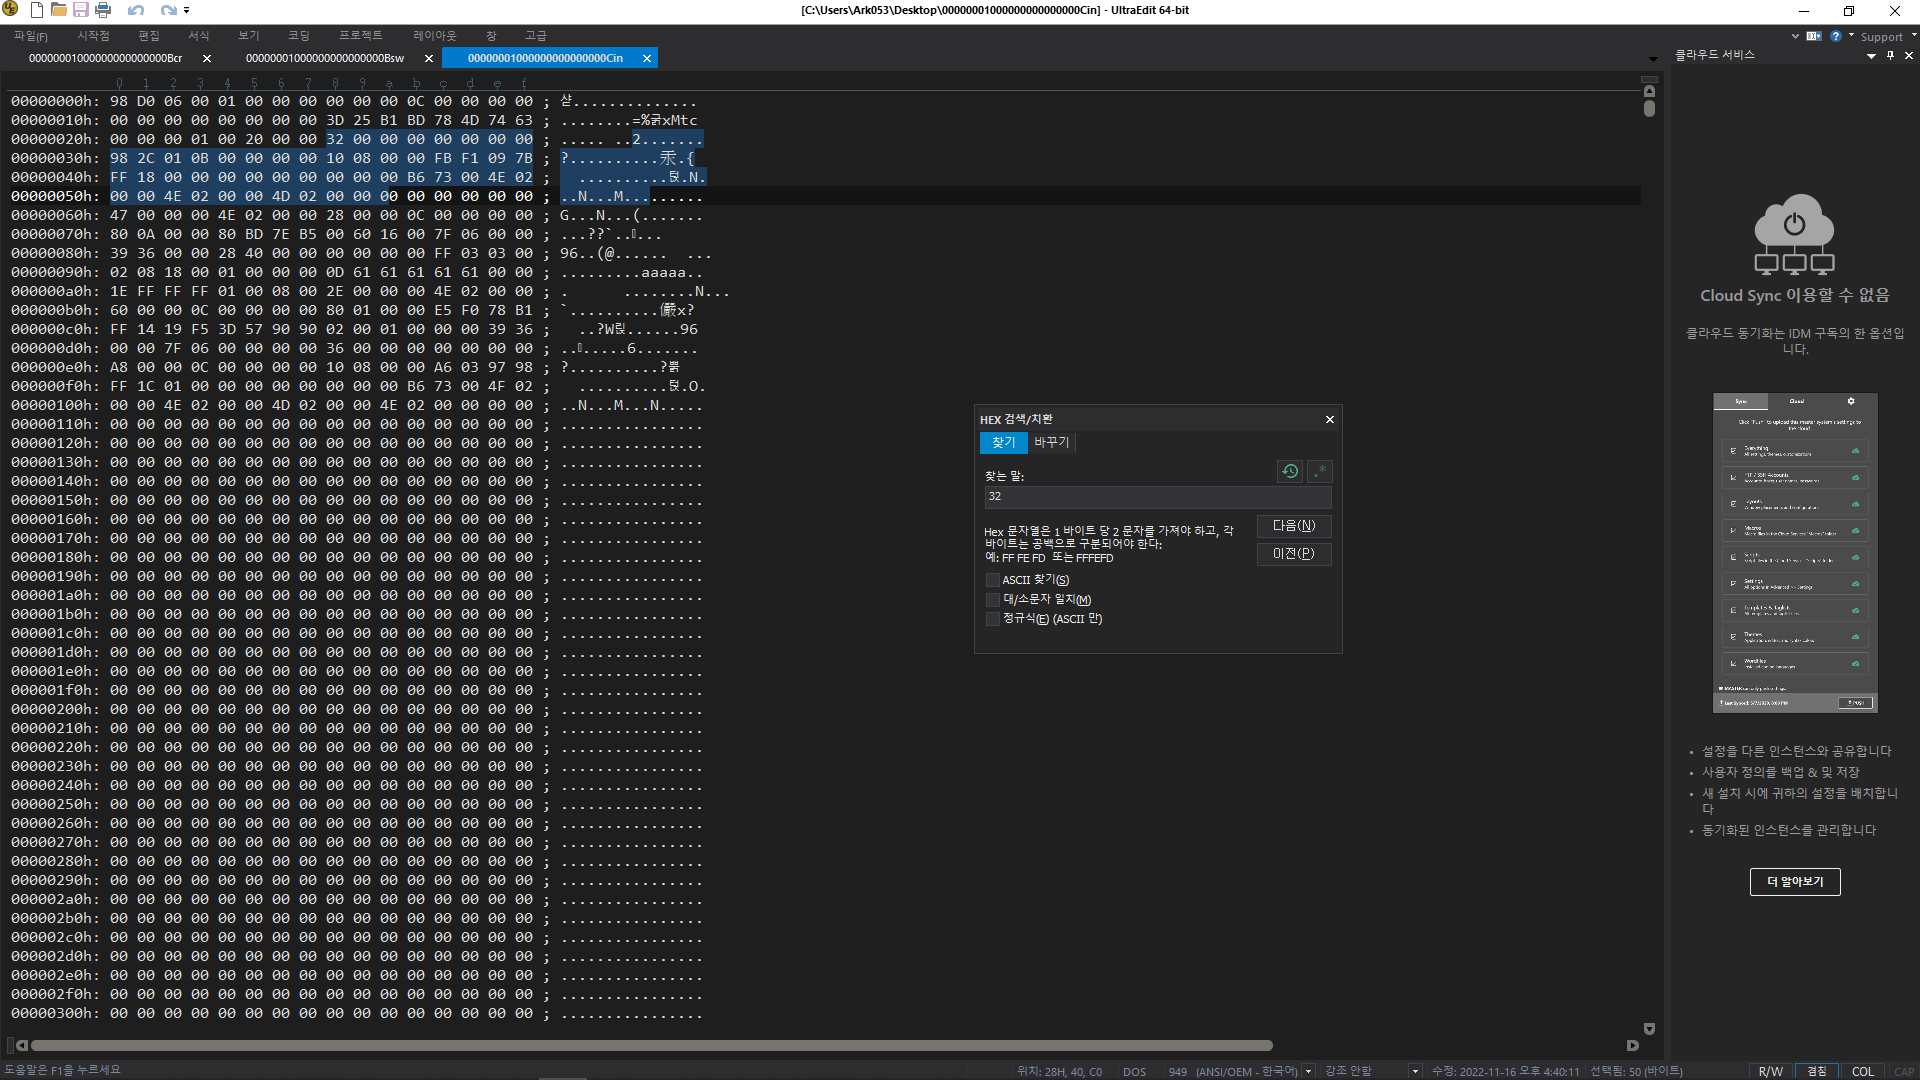 [C:\Users\Ark053\Desktop\00000001000000000000000Cin] - UltraEdit 64-bit
파일(F) 시작점 편집 서식 보기 코딩 프로젝트 레이아웃 창 고급
Support
00000001000000000000000Bcr
00000001000000000000000Bsw
00000001000000000000000Cin
클라우드 서비스
0 1 2 3 4 5 6 7 8 9 a b c d e f
00000000h: 98 D0 06 00 01 00 00 00 00 00 00 0C 00 00 00 00 ; 샫..............
00000010h: 00 00 00 00 00 00 00 00 3D 25 B1 BD 78 4D 74 63 ; ........=%굵xMtc
00000020h: 00 00 00 01 00 20 00 00 32 00 00 00 00 00 00 00 ; ..... ..2.......
00000030h: 98 2C 01 0B 00 00 00 00 10 08 00 00 FB F1 09 7B
00000040h: FF 18 00 00 00 00 00 00 00 00 00 B6 73 00 4E 02
00000050h: 00 00 4E 02 00 00 4D 02 00 00 00 00 00 00 00 00 ; ..N...M.........
00000060h: 47 00 00 00 4E 02 00 00 28 00 00 0C 00 00 00 00 ; G...N...(.......
00000070h: 80 0A 00 00 80 BD 7E B5 00 60 16 00 7F 06 00 00
00000080h: 39 36 00 00 28 40 00 00 00 00 00 00 FF 03 03 00 ; 96..(@...... ...
00000090h: 02 08 18 00 01 00 00 00 0D 61 61 61 61 61 00 00 ; .........aaaaa..
000000a0h: 1E FF FF FF 01 00 08 00 2E 00 00 00 4E 02 00 00 ; . ........N...
000000b0h: 60 00 00 0C 00 00 00 00 80 01 00 00 E5 F0 78 B1
000000c0h: FF 14 19 F5 3D 57 90 90 02 00 01 00 00 00 39 36
000000d0h: 00 00 7F 06 00 00 00 00 36 00 00 00 00 00 00 00
000000e0h: A8 00 00 0C 00 00 00 00 10 08 00 00 A6 03 97 98
000000f0h: FF 1C 01 00 00 00 00 00 00 00 00 B6 73 00 4F 02
00000100h: 00 00 4E 02 00 00 4D 02 00 00 4E 02 00 00 00 00 ; ..N...M...N.....
00000110h: 00 00 00 00 00 00 00 00 00 00 00 00 00 00 00 00 ; ................
00000120h: 00 00 00 00 00 00 00 00 00 00 00 00 00 00 00 00 ; ................
00000130h: 00 00 00 00 00 00 00 00 00 00 00 00 00 00 00 00 ; ................
00000140h: 00 00 00 00 00 00 00 00 00 00 00 00 00 00 00 00 ; ................
00000150h: 00 00 00 00 00 00 00 00 00 00 00 00 00 00 00 00 ; ................
00000160h: 00 00 00 00 00 00 00 00 00 00 00 00 00 00 00 00 ; ................
00000170h: 00 00 00 00 00 00 00 00 00 00 00 00 00 00 00 00 ; ................
00000180h: 00 00 00 00 00 00 00 00 00 00 00 00 00 00 00 00 ; ................
00000190h: 00 00 00 00 00 00 00 00 00 00 00 00 00 00 00 00 ; ................
000001a0h: 00 00 00 00 00 00 00 00 00 00 00 00 00 00 00 00 ; ................
000001b0h: 00 00 00 00 00 00 00 00 00 00 00 00 00 00 00 00 ; ................
000001c0h: 00 00 00 00 00 00 00 00 00 00 00 00 00 00 00 00 ; ................
000001d0h: 00 00 00 00 00 00 00 00 00 00 00 00 00 00 00 00 ; ................
000001e0h: 00 00 00 00 00 00 00 00 00 00 00 00 00 00 00 00 ; ................
000001f0h: 00 00 00 00 00 00 00 00 00 00 00 00 00 00 00 00 ; ................
00000200h: 00 00 00 00 00 00 00 00 00 00 00 00 00 00 00 00 ; ................
00000210h: 00 00 00 00 00 00 00 00 00 00 00 00 00 00 00 00 ; ................
00000220h: 00 00 00 00 00 00 00 00 00 00 00 00 00 00 00 00 ; ................
00000230h: 00 00 00 00 00 00 00 00 00 00 00 00 00 00 00 00 ; ................
00000240h: 00 00 00 00 00 00 00 00 00 00 00 00 00 00 00 00 ; ................
00000250h: 00 00 00 00 00 00 00 00 00 00 00 00 00 00 00 00 ; ................
00000260h: 00 00 00 00 00 00 00 00 00 00 00 00 00 00 00 00 ; ................
00000270h: 00 00 00 00 00 00 00 00 00 00 00 00 00 00 00 00 ; ................
00000280h: 00 00 00 00 00 00 00 00 00 00 00 00 00 00 00 00 ; ................
00000290h: 00 00 00 00 00 00 00 00 00 00 00 00 00 00 00 00 ; ................
000002a0h: 00 00 00 00 00 00 00 00 00 00 00 00 00 00 00 00 ; ................
000002b0h: 00 00 00 00 00 00 00 00 00 00 00 00 00 00 00 00 ; ................
000002c0h: 00 00 00 00 00 00 00 00 00 00 00 00 00 00 00 00 ; ................
000002d0h: 00 00 00 00 00 00 00 00 00 00 00 00 00 00 00 00 ; ................
000002e0h: 00 00 00 00 00 00 00 00 00 00 00 00 00 00 00 00 ; ................
000002f0h: 00 00 00 00 00 00 00 00 00 00 00 00 00 00 00 00 ; ................
00000300h: 00 00 00 00 00 00 00 00 00 00 00 00 00 00 00 00 ; ................
HEX 검색/치환
찾기 바꾸기
찾는 말:
32
Hex 문자열은 1 바이트 당 2 문자를 가져야 하고, 각
바이트는 공백으로 구분되어야 한다:
예: FF FE FD 또는 FFFEFD
다음(N)
이전(P)
ASCII 찾기(S)
대/소문자 일치(M)
정규식(E) (ASCII 만)
Cloud Sync 이용할 수 없음
클라우드 동기화는 IDM 구독의 한 옵션입
니다.
Sync Cloud
Click "Push" to upload this master system's settings to
the cloud.
Everything
FTP / SSH Accounts
Layouts
Macros
Scripts
Settings
Templates & Taglists
Themes
Wordfiles
PUSH
설정을 다른 인스턴스와 공유합니다
사용자 정의를 백업 & 및 저장
새 설치 시에 귀하의 설정을 배치합니
다
동기화된 인스턴스를 관리합니다
더 알아보기
도움말은 F1을 누르세요
위치: 28H, 40, C0 DOS 949 (ANSI/OEM - 한국어) 강조 안함 수정: 2022-11-16 오후 4:40:11 선택됨: 50 (바이트) R/W 겹침 COL CAP